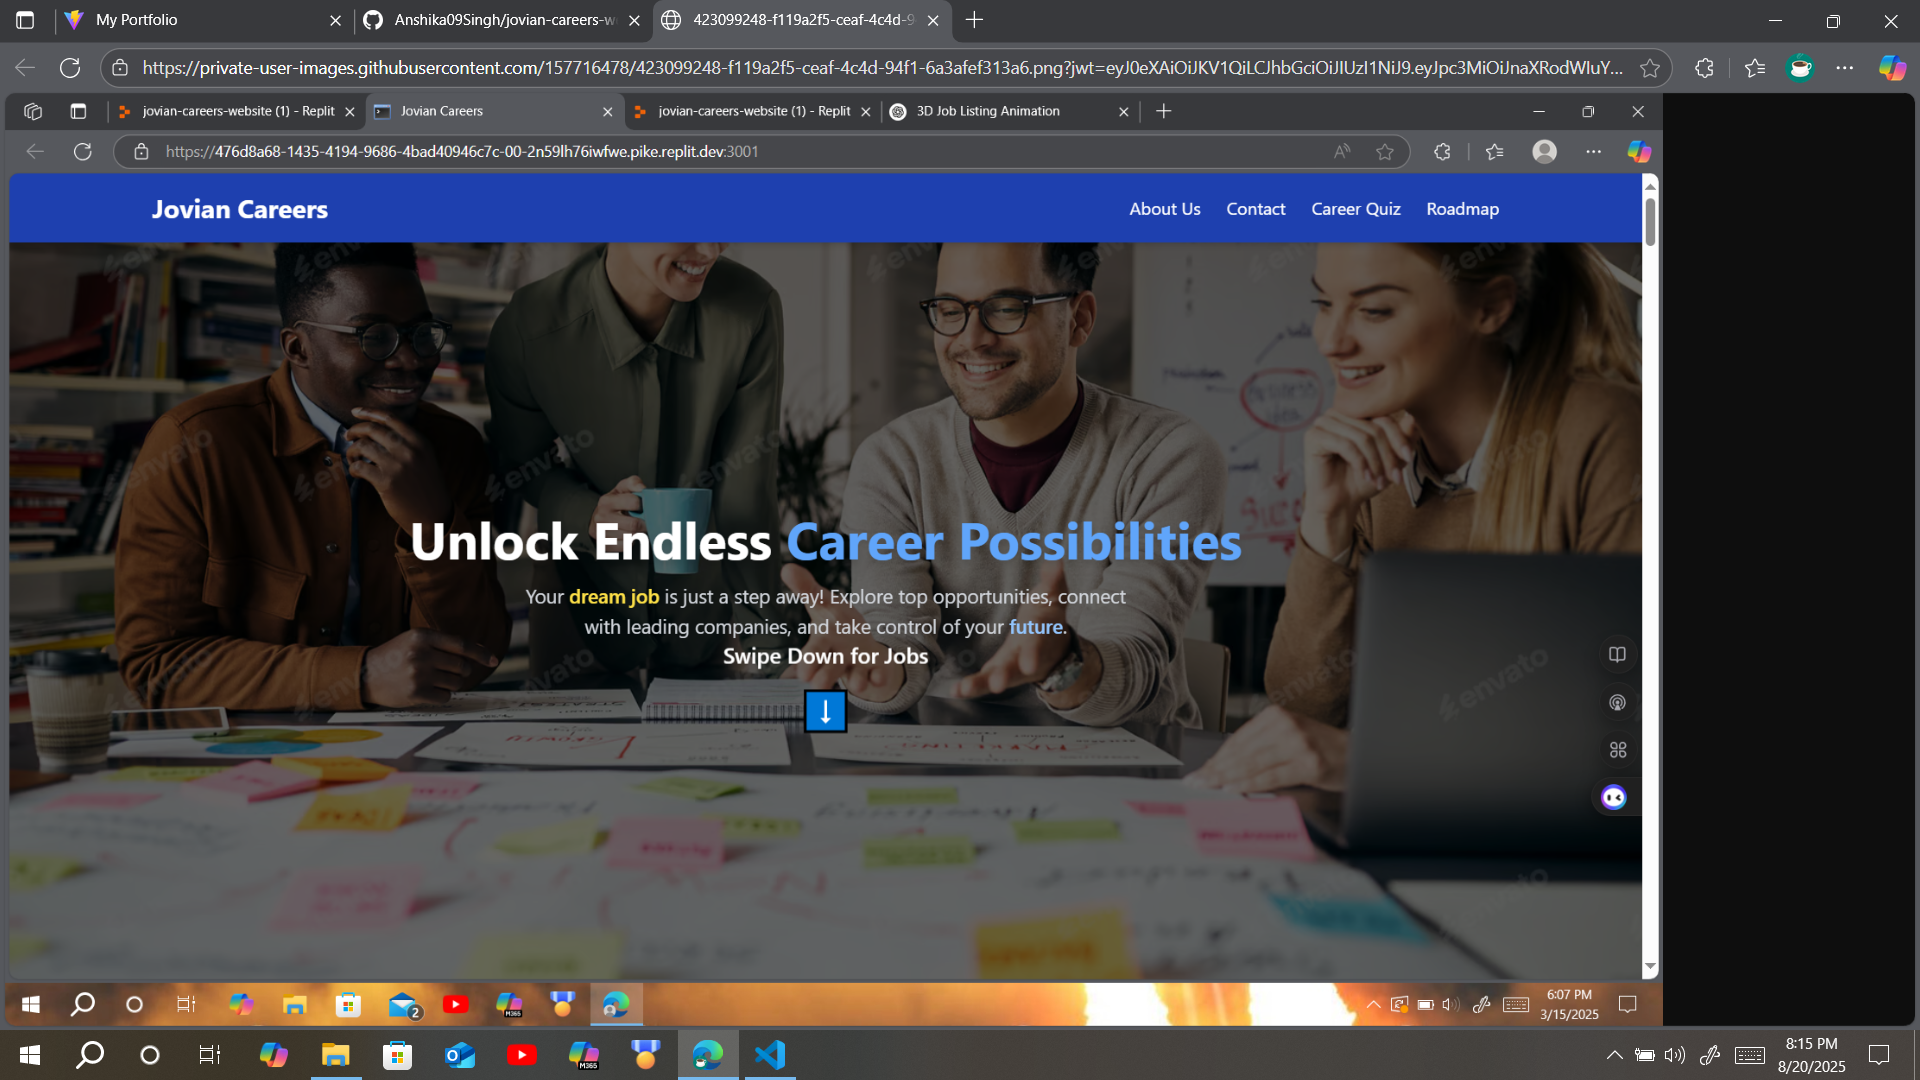 My Portfolio
Anshika09Singh/jovian-careers-w
423099248-f119a2f5-ceaf-4c4d-9
https://private-user-images.githubusercontent.com/157716478/423099248-f119a2f5-ceaf-4c4d-94f1-6a3afef313a6.png?jwt=eyJ0eXAiOiJKV1QiLCJhbGciOiJIUzI1NiJ9.eyJpc3MiOiJnaXRodWIuY...
jovian-careers-website (1) - Replit
Jovian Careers
jovian-careers-website (1) - Replit
3D Job Listing Animation
https://476d8a68-1435-4194-9686-4bad40946c7c-00-2n59lh76iwfwe.pike.replit.dev:3001
Jovian Careers
About Us
Contact
Career Quiz
Roadmap
Unlock Endless Career Possibilities
Your dream job is just a step away! Explore top opportunities, connect
with leading companies, and take control of your future.
Swipe Down for Jobs
envato
2
M365
6:07 PM
3/15/2025
M365
8:15 PM
8/20/2025